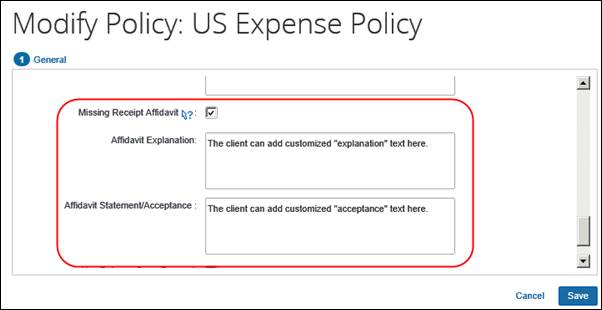 Modify Policy: US Expense Policy
1 General
Missing Receipt Affidavit ?:
Affidavit Explanation:
The client can add customized "explanation" text here.
Affidavit Statement/Acceptance :
The client can add customized "acceptance" text here.
Cancel Save